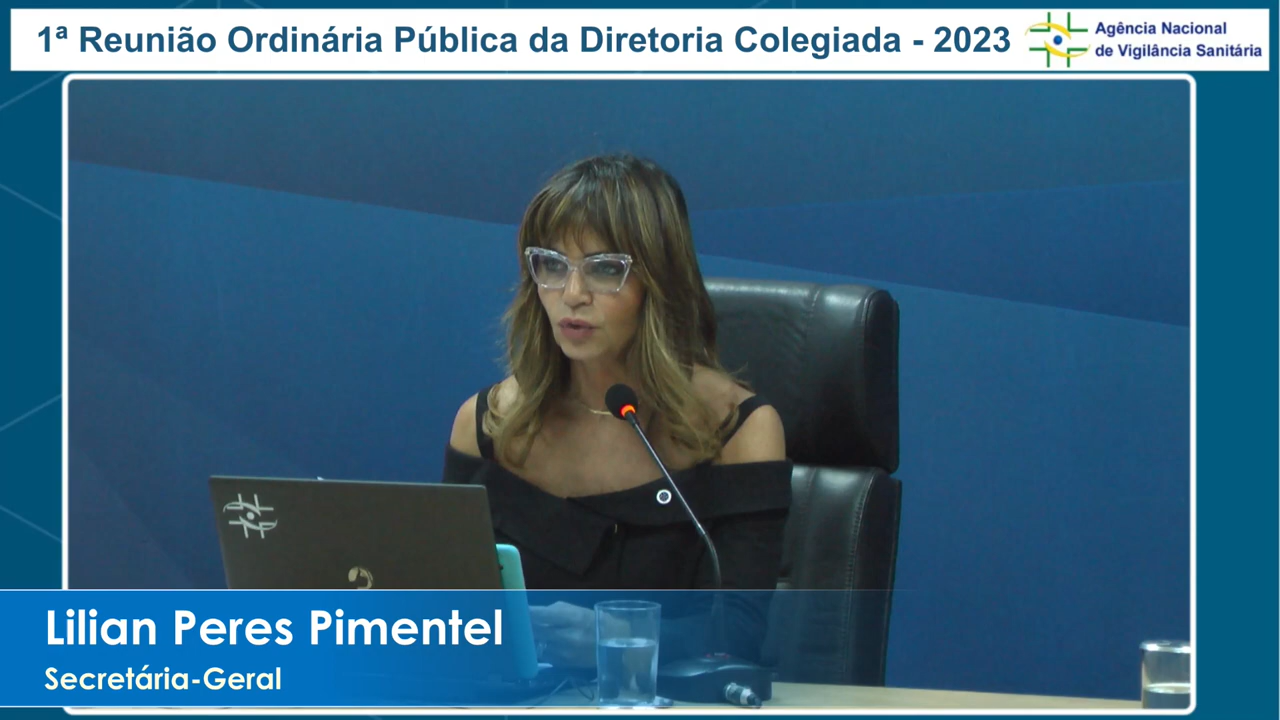 1ª Reunião Ordinária Pública da Diretoria Colegiada - 2023
Agência Nacional
de Vigilância Sanitária
Lilian Peres Pimentel
Secretária-Geral